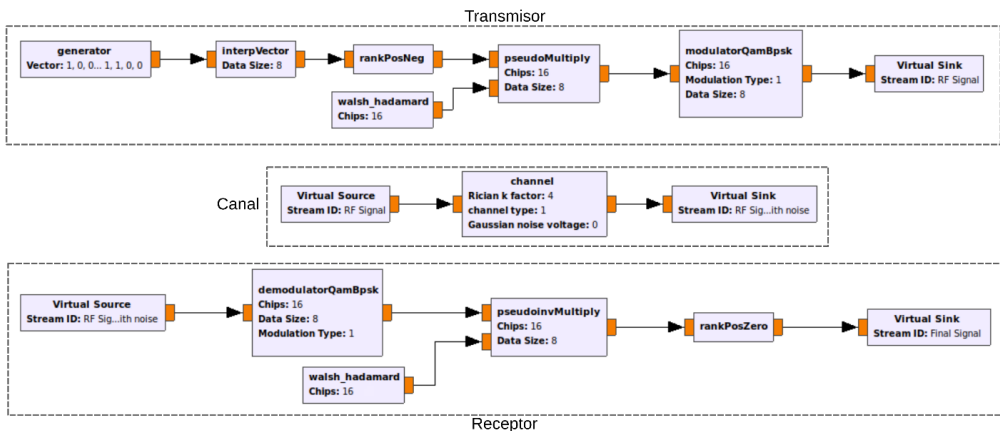 Transmisor
generator
Vector: 1, 0, 0... 1, 1, 0, 0
interpVector
Data Size: 8
rankPosNeg
walsh_hadamard
Chips: 16
pseudoMultiply
Chips: 16
Data Size: 8
modulatorQamBpsk
Chips: 16
Modulation Type: 1
Data Size: 8
Virtual Sink
Stream ID: RF Signal
Canal
Virtual Source
Stream ID: RF Signal
channel
Rician k factor: 4
channel type: 1
Gaussian noise voltage: 0
Virtual Sink
Stream ID: RF Sig...ith noise
Virtual Source
Stream ID: RF Sig...ith noise
demodulatorQamBpsk
Chips: 16
Data Size: 8
Modulation Type: 1
walsh_hadamard
Chips: 16
pseudoinvMultiply
Chips: 16
Data Size: 8
rankPosZero
Virtual Sink
Stream ID: Final Signal
Receptor